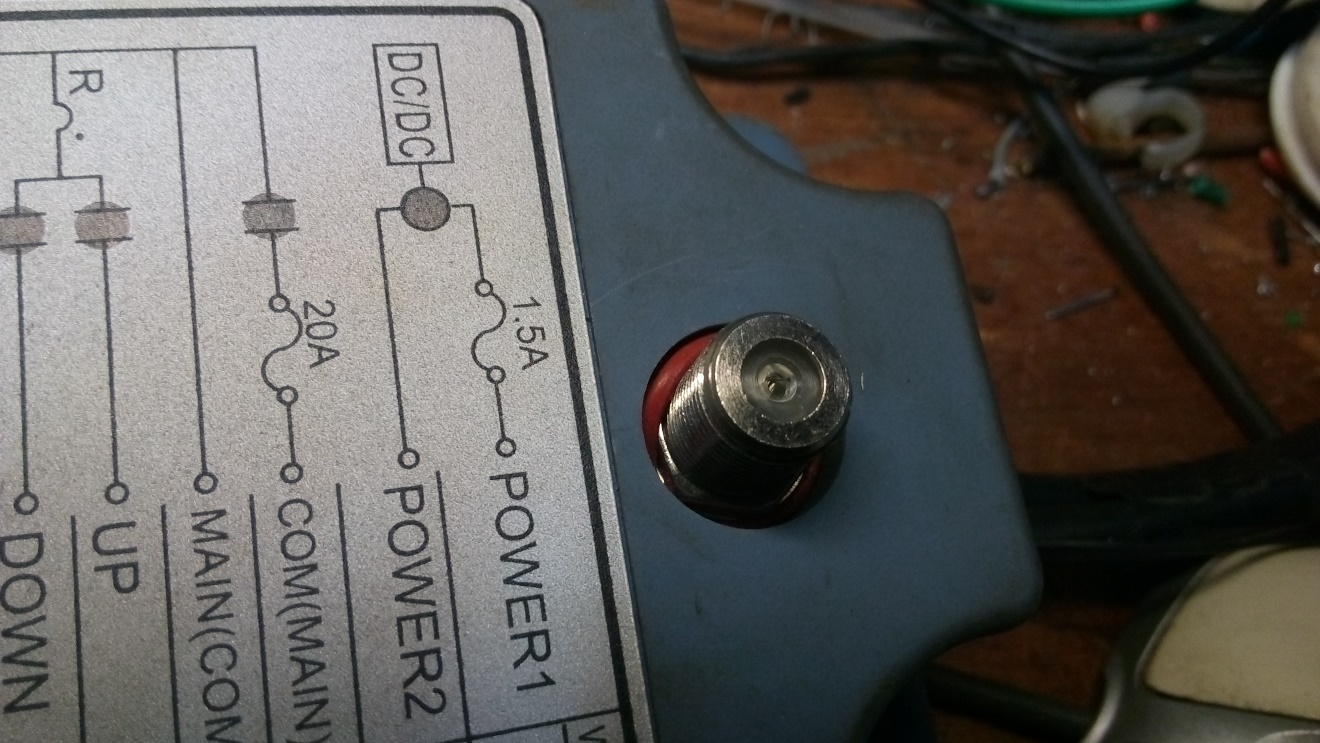 DC/DC
1.5A
POWER1
POWER2
20A
COM(MAIN)
MAIN(COM
R
UP
DOWN